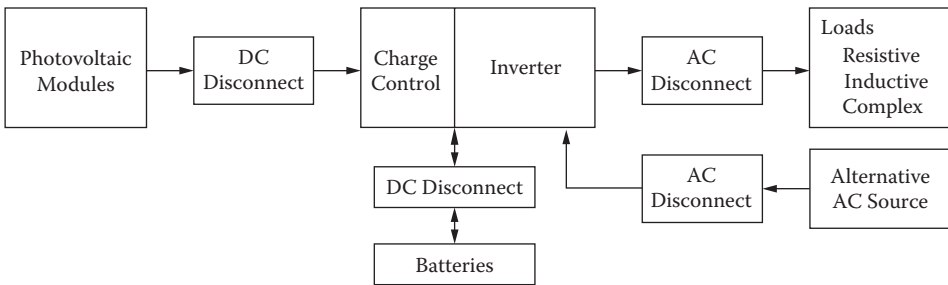 Photovoltaic
Modules
DC
Disconnect
Charge
Control
Inverter
AC
Disconnect
Loads
Resistive
Inductive
Complex
DC Disconnect
Batteries
AC
Disconnect
Alternative
AC Source